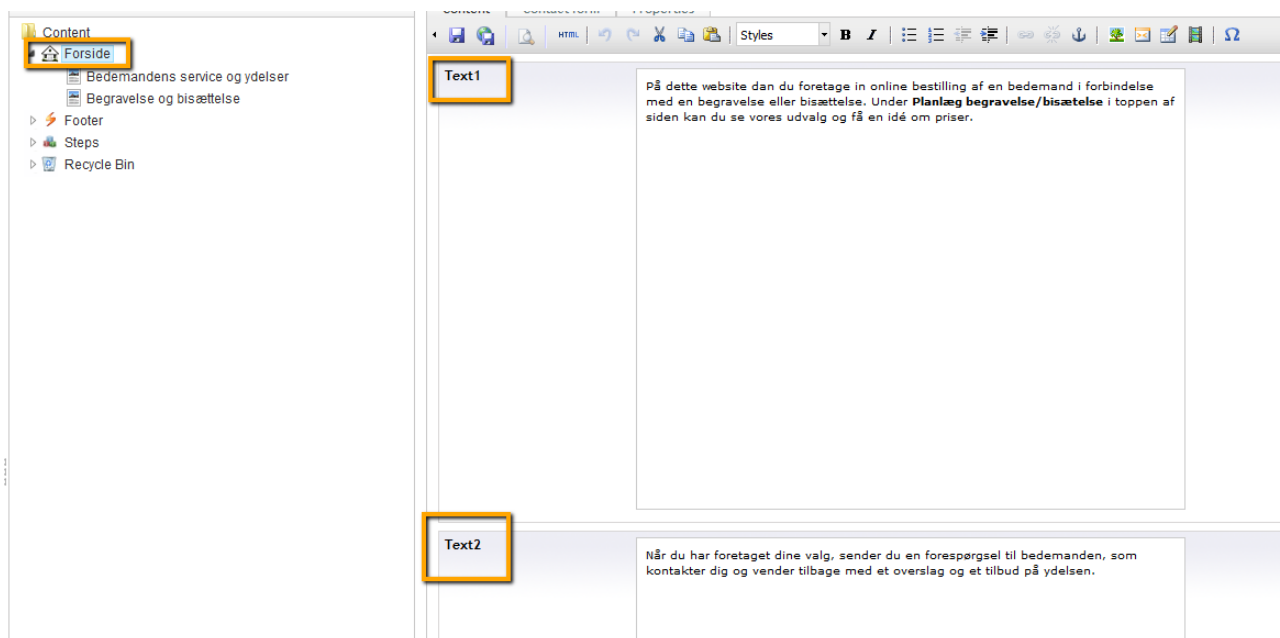 Content Contact form Properties
Content
Forside
Bedemandens service og ydelser
Begravelse og bisættelse
Footer
Steps
Recycle Bin
HTML Styles B I Ω
Text1
På dette website dan du foretage in online bestilling af en bedemand i forbindelse
med en begravelse eller bisættelse. Under Planlæg begravelse/bisætelse i toppen af
siden kan du se vores udvalg og få en idé om priser.
Text2
Når du har foretaget dine valg, sender du en forespørgsel til bedemanden, som
kontakter dig og vender tilbage med et overslag og et tilbud på ydelsen.